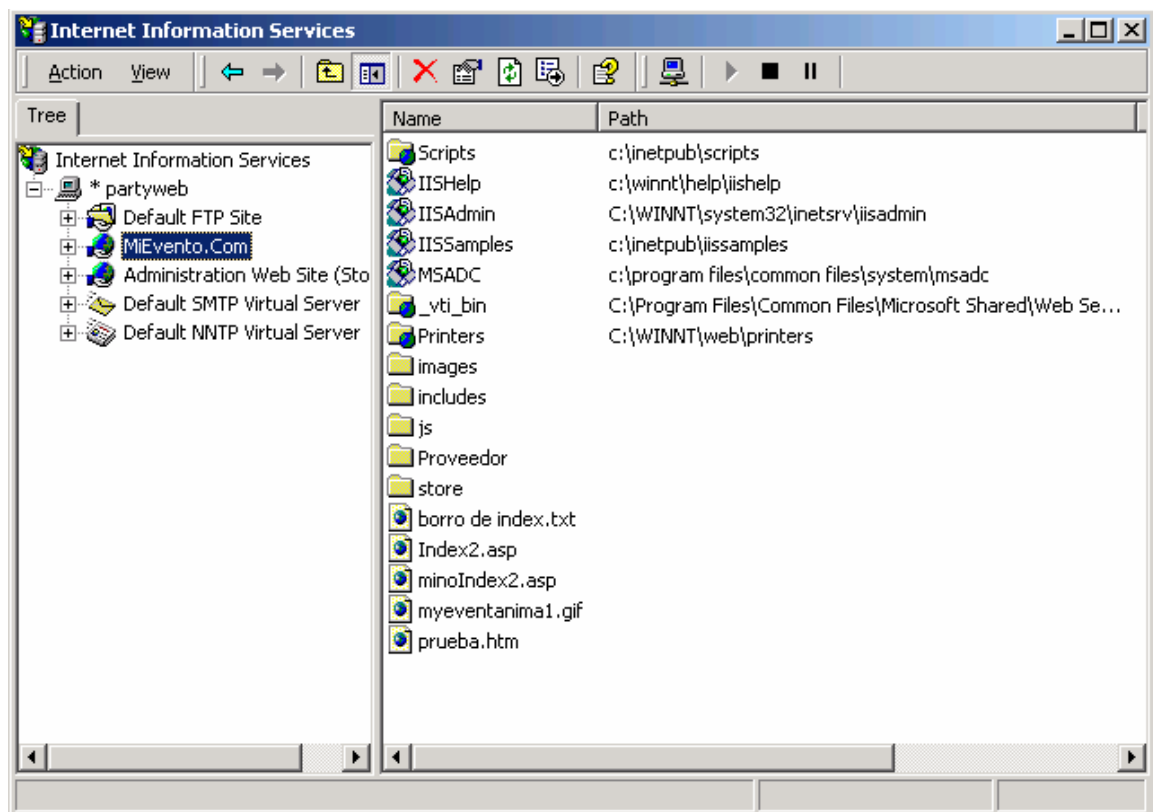 Internet Information Services
Action View
Tree
Name Path
Internet Information Services
* partyweb
Default FTP Site
MiEvento.Com
Administration Web Site (Sto
Default SMTP Virtual Server
Default NNTP Virtual Server
Scripts c:\inetpub\scripts
IISHelp c:\winnt\help\iishelp
IISAdmin C:\WINNT\system32\inetsrv\iisadmin
IISSamples c:\inetpub\iissamples
MSADC c:\program files\common files\system\msadc
_vti_bin C:\Program Files\Common Files\Microsoft Shared\Web Se...
Printers C:\WINNT\web\printers
images
includes
js
Proveedor
store
borro de index.txt
Index2.asp
minoIndex2.asp
myeventanima1.gif
prueba.htm